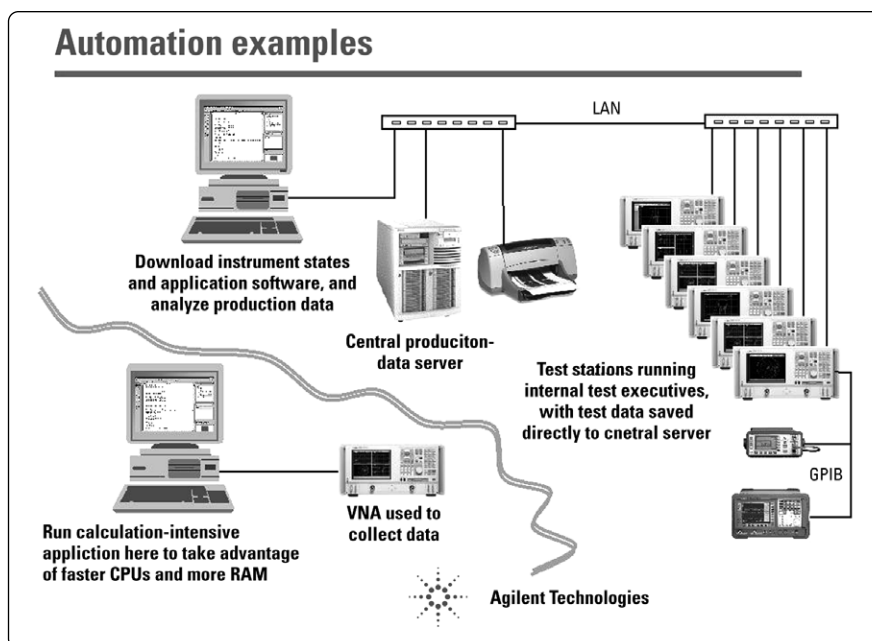 Automation examples
LAN
Download instrument states
and application software, and
analyze production data
Central produciton-
data server
Test stations running
internal test executives,
with test data saved
directly to cnetral server
GPIB
Run calculation-intensive
appliction here to take advantage
of faster CPUs and more RAM
VNA used to
collect data
Agilent Technologies